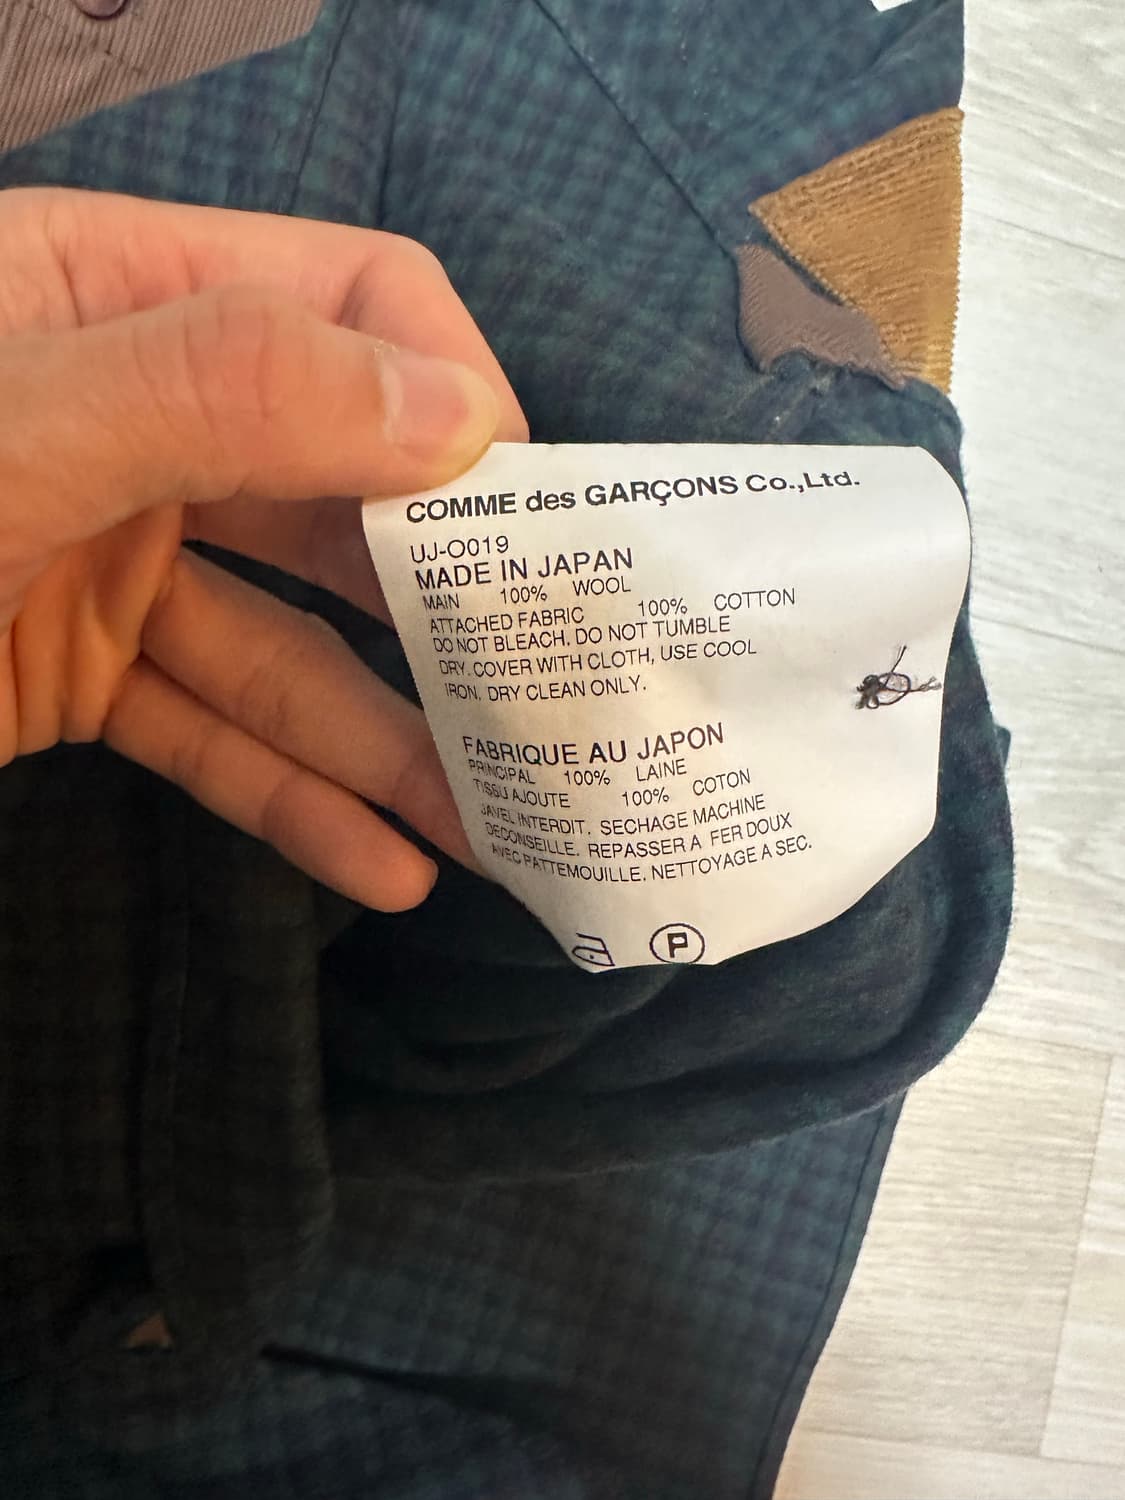 COMME des GARÇONS Co.,Ltd.
UJ-O019
MADE IN JAPAN
MAIN 100% WOOL
ATTACHED FABRIC 100% COTTON
DO NOT BLEACH. DO NOT TUMBLE
DRY. COVER WITH CLOTH, USE COOL
IRON. DRY CLEAN ONLY.
FABRIQUE AU JAPON
PRINCIPAL 100% LAINE
TISSU AJOUTE 100% COTON
JAVEL INTERDIT. SECHAGE MACHINE
DECONSEILLE. REPASSER A FER DOUX
AVEC PATTEMOUILLE. NETTOYAGE A SEC.
P